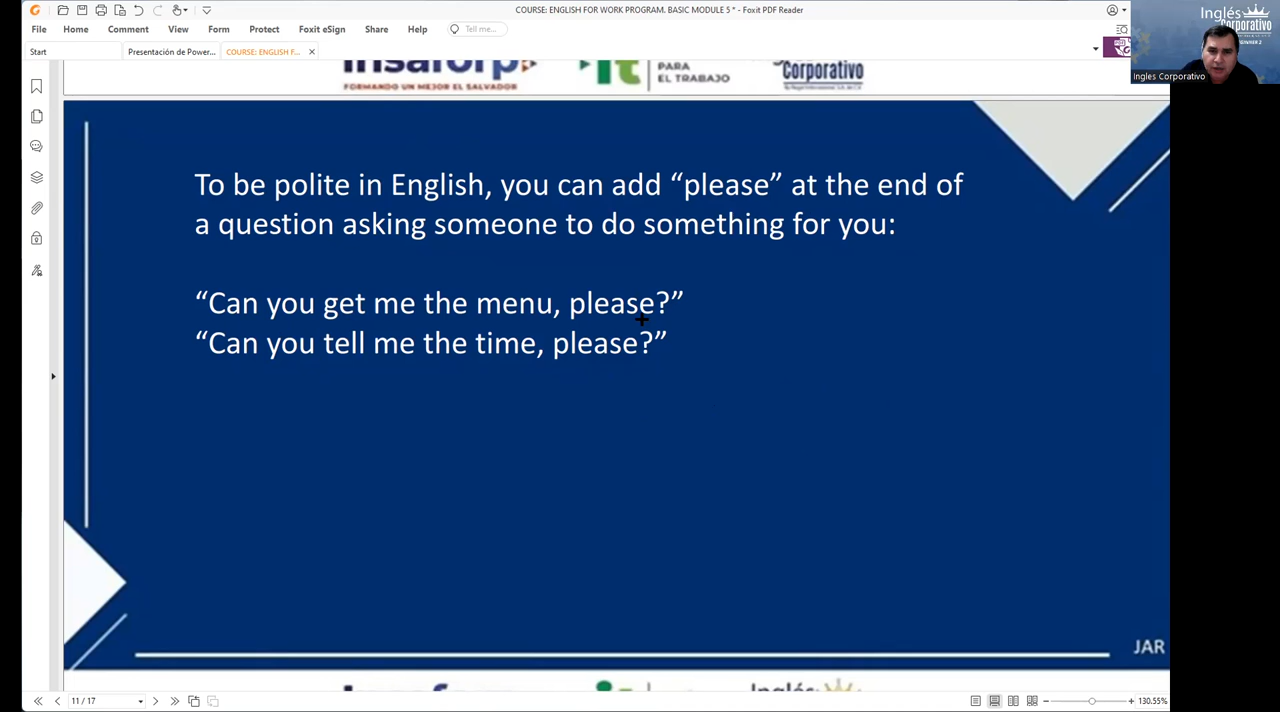 COURSE: ENGLISH FOR WORK PROGRAM. BASIC MODULE 5 * - Foxit PDF Reader
File Home Comment View Form Protect Foxit eSign Share Help Tell me...
Start Presentación de Power... COURSE: ENGLISH F...
Inglés
Corporativo
Ingles Corporativo
insaforp
FORMANDO UN MEJOR EL SALVADOR
PARA
EL TRABAJO
Corporativo
To be polite in English, you can add “please” at the end of
a question asking someone to do something for you:
“Can you get me the menu, please?”
“Can you tell me the time, please?”
JAR
Inglés
11 / 17
130.55%